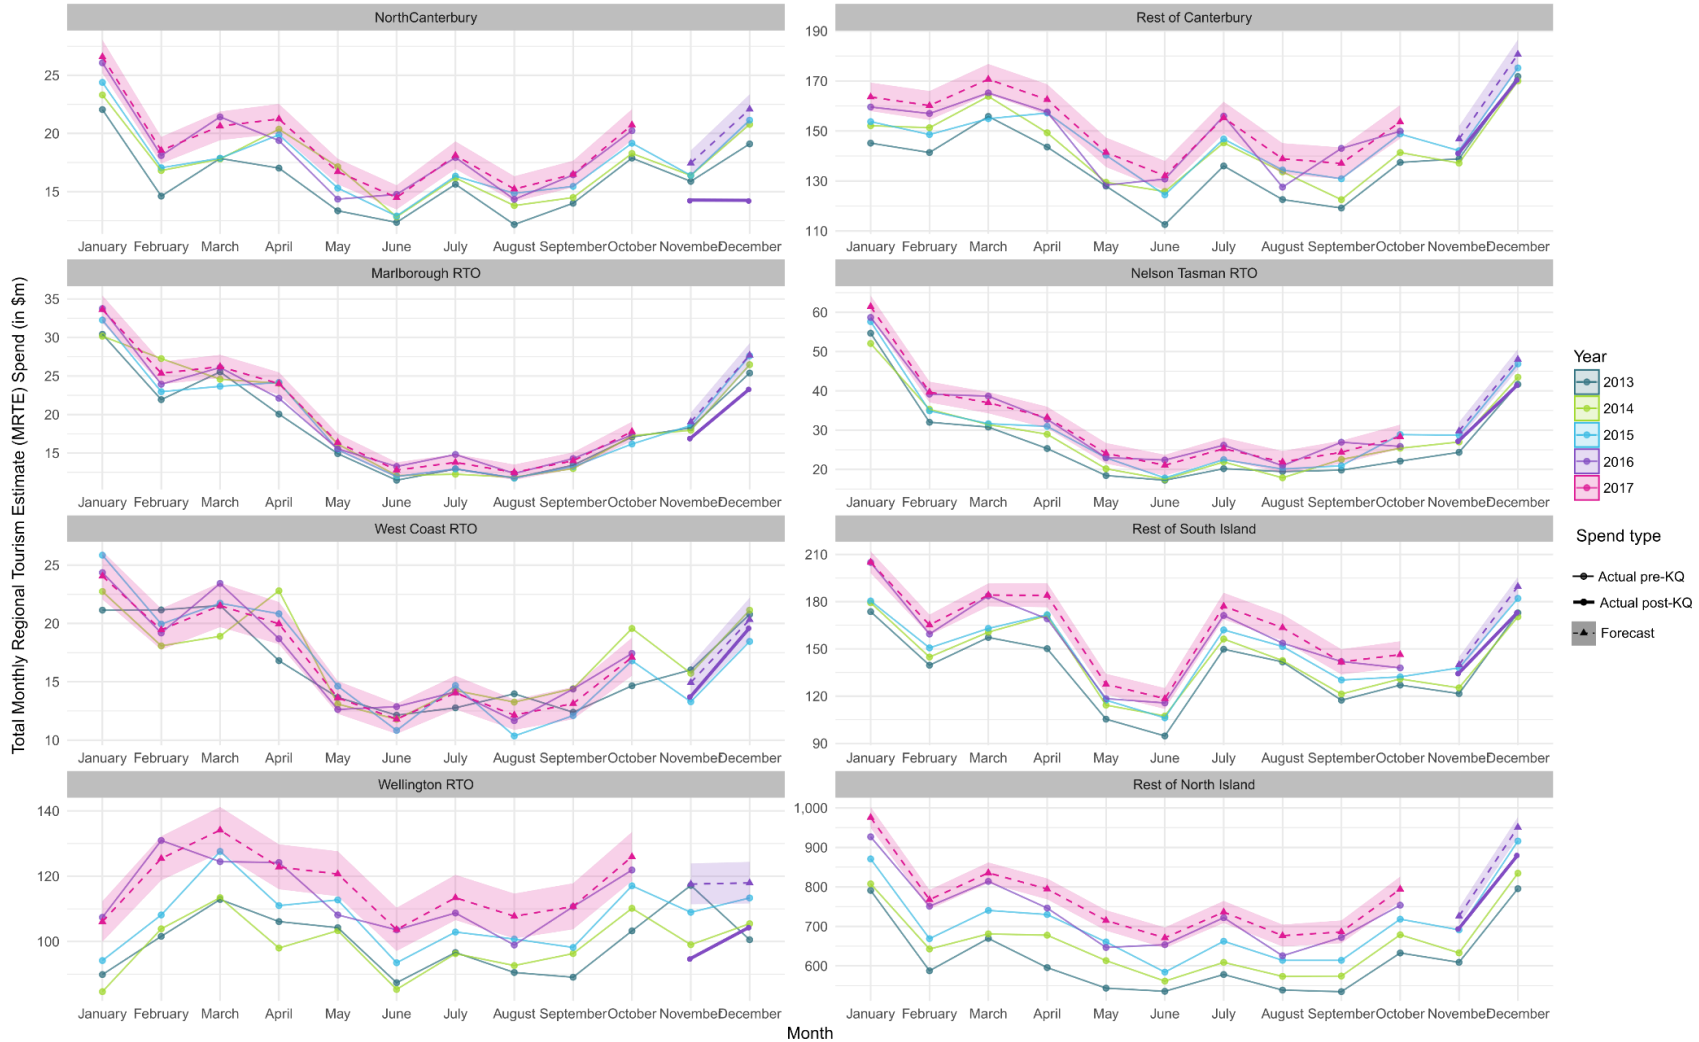 NorthCanterbury
25
20
15
January February March April May June July August September October November December
Rest of Canterbury
190
170
150
130
110
January February March April May June July August September October November December
Marlborough RTO
35
30
25
20
15
January February March April May June July August September October November December
Nelson Tasman RTO
60
50
40
30
20
January February March April May June July August September October November December
West Coast RTO
25
20
15
10
January February March April May June July August September October November December
Rest of South Island
210
180
150
120
90
January February March April May June July August September October November December
Wellington RTO
140
120
100
January February March April May June July August September October November December
Rest of North Island
1,000
900
800
700
600
January February March April May June July August September October November December
Total Monthly Regional Tourism Estimate (MRTE) Spend (in $m)
Month
Year
2013
2014
2015
2016
2017
Spend type
Actual pre-KQ
Actual post-KQ
Forecast